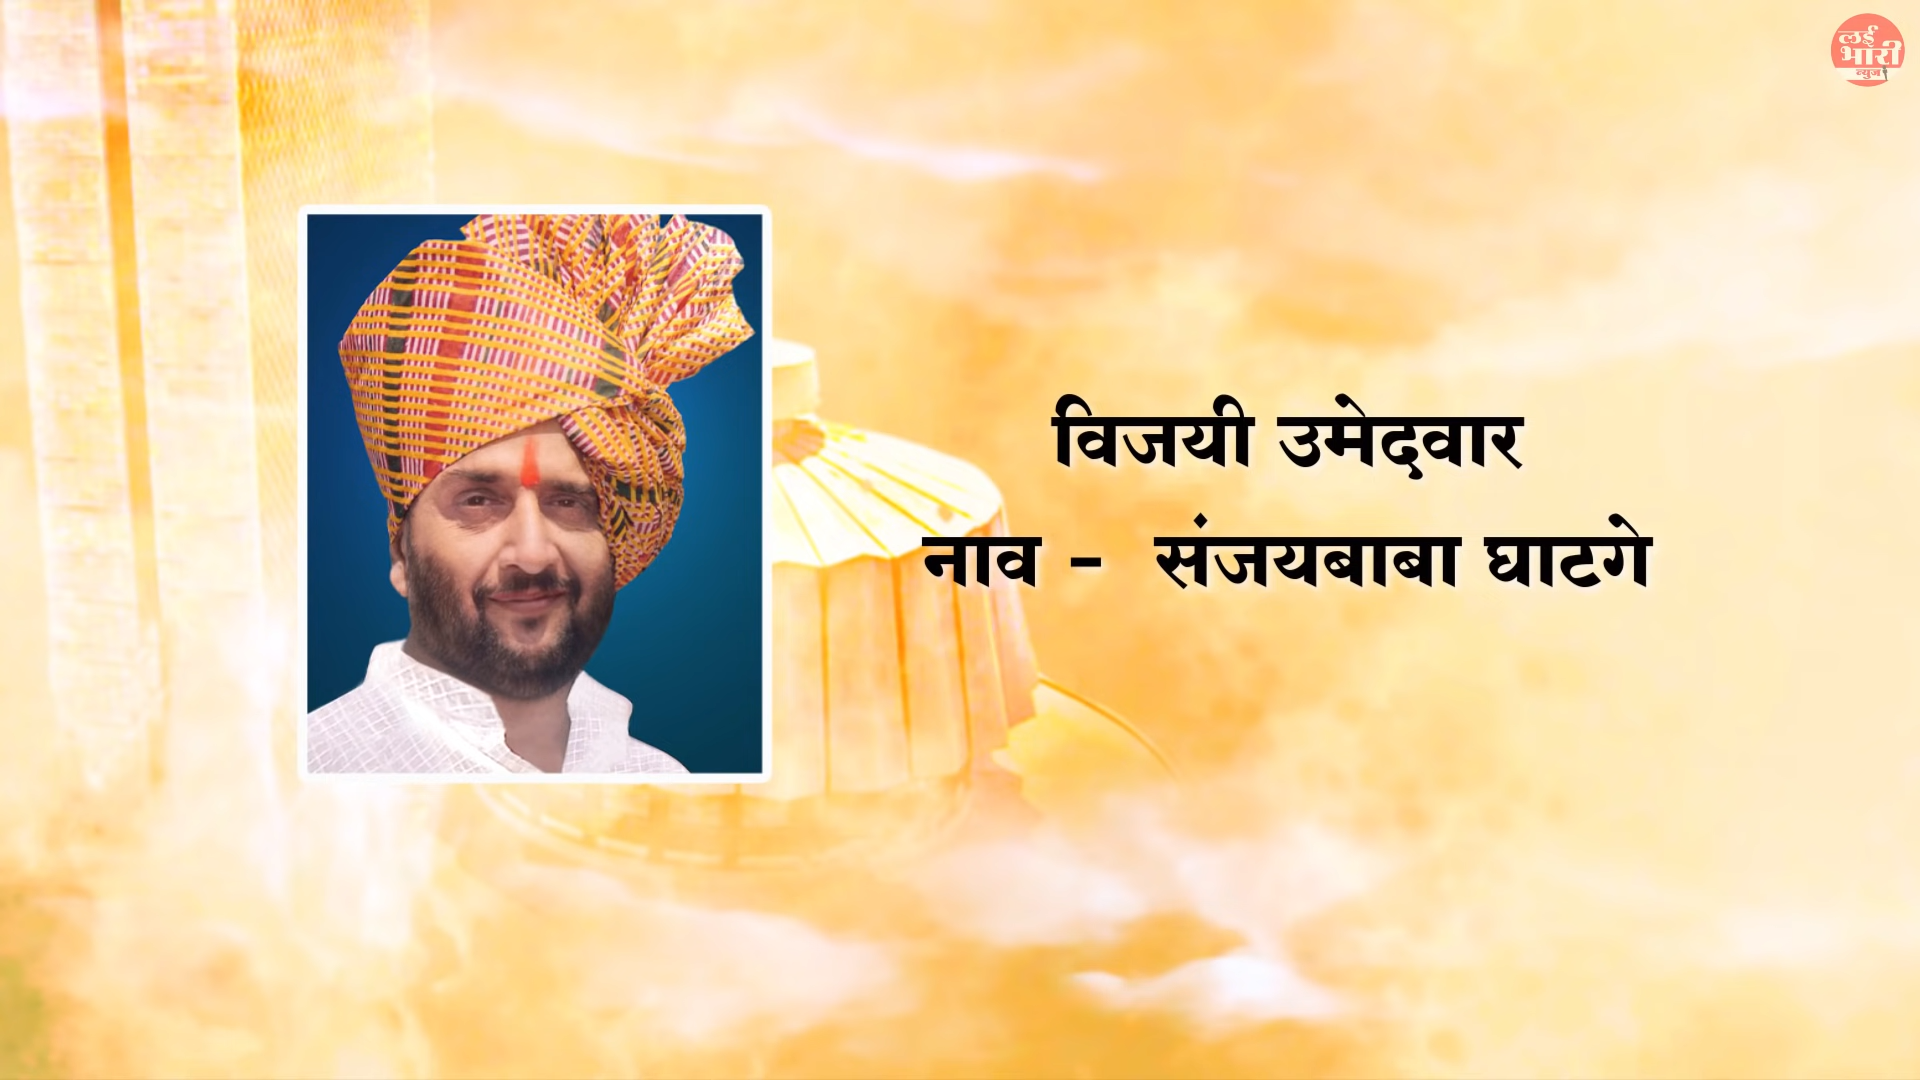 लई
भारी
न्युज
विजयी उमेदवार
नाव - संजयबाबा घाटगे